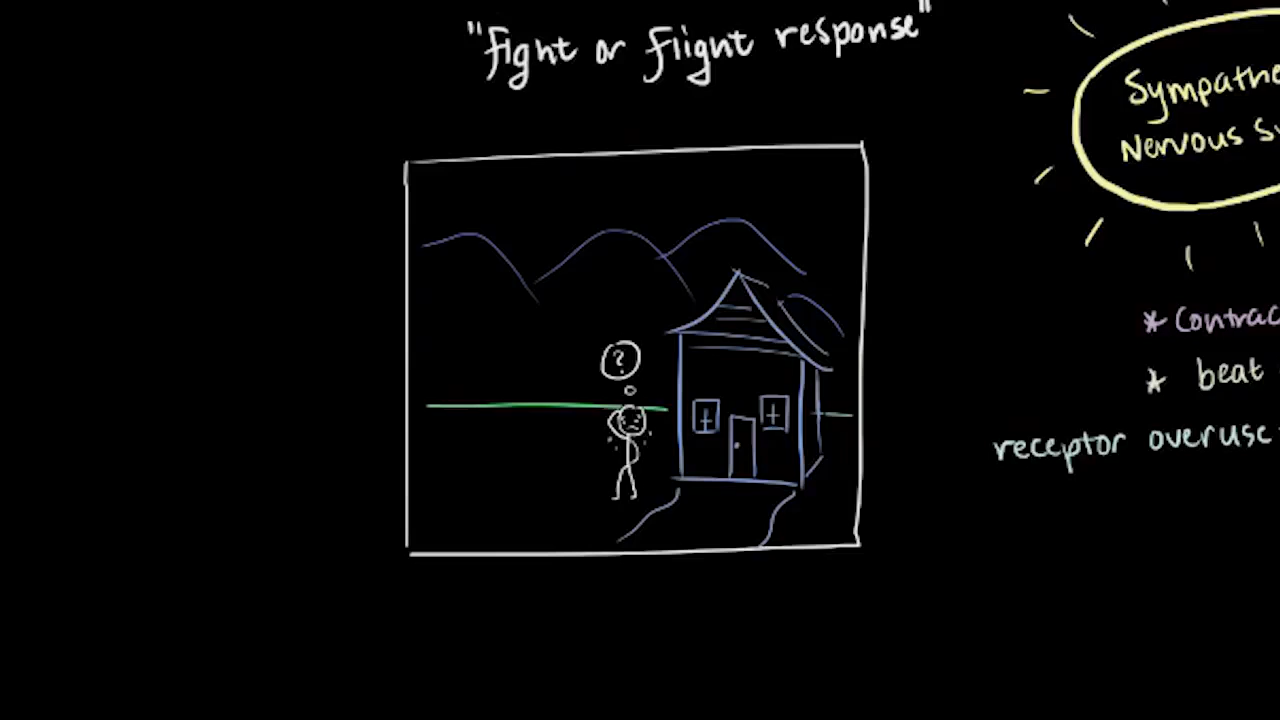 "fight or flight response"
Sympathe
Nervous S
?
* Contrac
* beat
receptor overuse